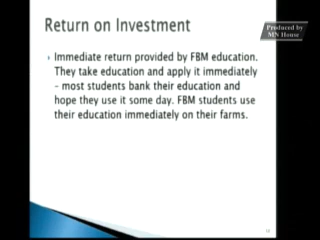 Return on Investment
Produced by
MN House
Immediate return provided by FBM education.
They take education and apply it immediately
– most students bank their education and
hope they use it some day. FBM students use
their education immediately on their farms.